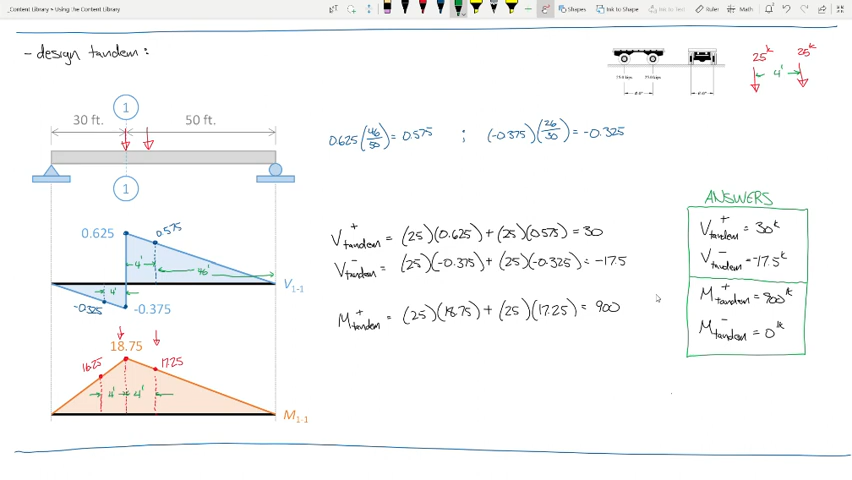 _Content Library > Using the Content Library
Shapes
Ink to Shape
Ink to Text
Ruler
Math
- design tandem:
25ᵏ 25ᵏ
4'
30 ft. 1 50 ft.
1
0.625(46/50) = 0.575 ; (-0.375)(26/30) = -0.325
0.625
0.575
4'
46'
V1-1
4'
-0.325
-0.375
V⁺tandem = (25)(0.625) + (25)(0.575) = 30
V⁻tandem = (25)(-0.375) + (25)(-0.325) = -17.5
M⁺tandem = (25)(18.75) + (25)(17.25) = 900
ANSWERS
V⁺tandem = 30ᵏ
V⁻tandem = -17.5ᵏ
M⁺tandem = 900'ᵏ
M⁻tandem = 0'ᵏ
18.75
16.25
17.25
4' 4'
M1-1